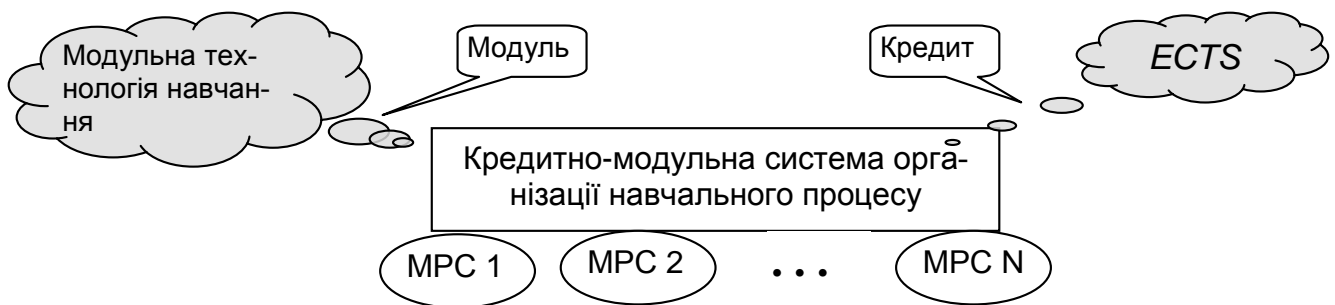 Модульна тех-
нологія навчан-
ня
Модуль
Кредит
ECTS
Кредитно-модульна система орга-
нізації навчального процесу
МРС 1
МРС 2
...
МРС N